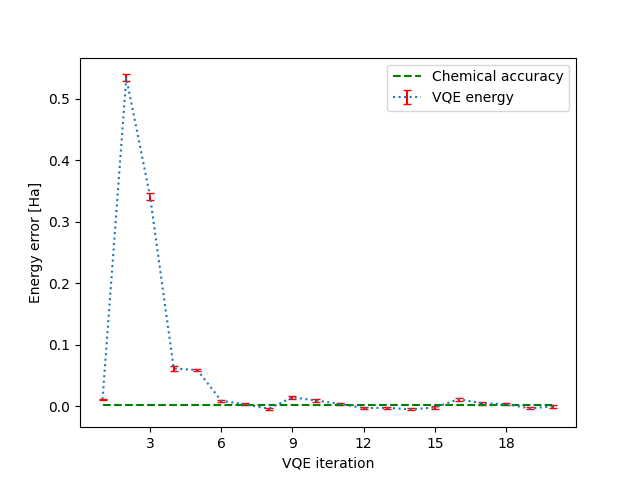 Chemical accuracy
VQE energy
Energy error [Ha]
0.5
0.4
0.3
0.2
0.1
0.0
3 6 9 12 15 18
VQE iteration